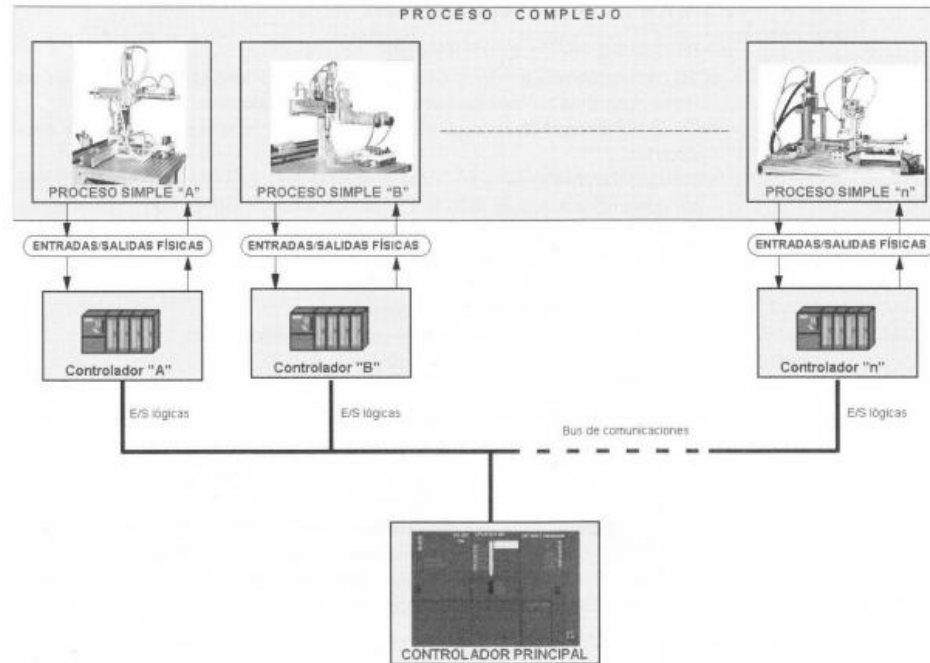 PROCESO COMPLEJO
PROCESO SIMPLE "A"
PROCESO SIMPLE "B"
PROCESO SIMPLE "n"
ENTRADAS/SALIDAS FÍSICAS
ENTRADAS/SALIDAS FÍSICAS
ENTRADAS/SALIDAS FÍSICAS
Controlador "A"
Controlador "B"
Controlador "n"
E/S lógicas
E/S lógicas
E/S lógicas
Bus de comunicaciones
CONTROLADOR PRINCIPAL